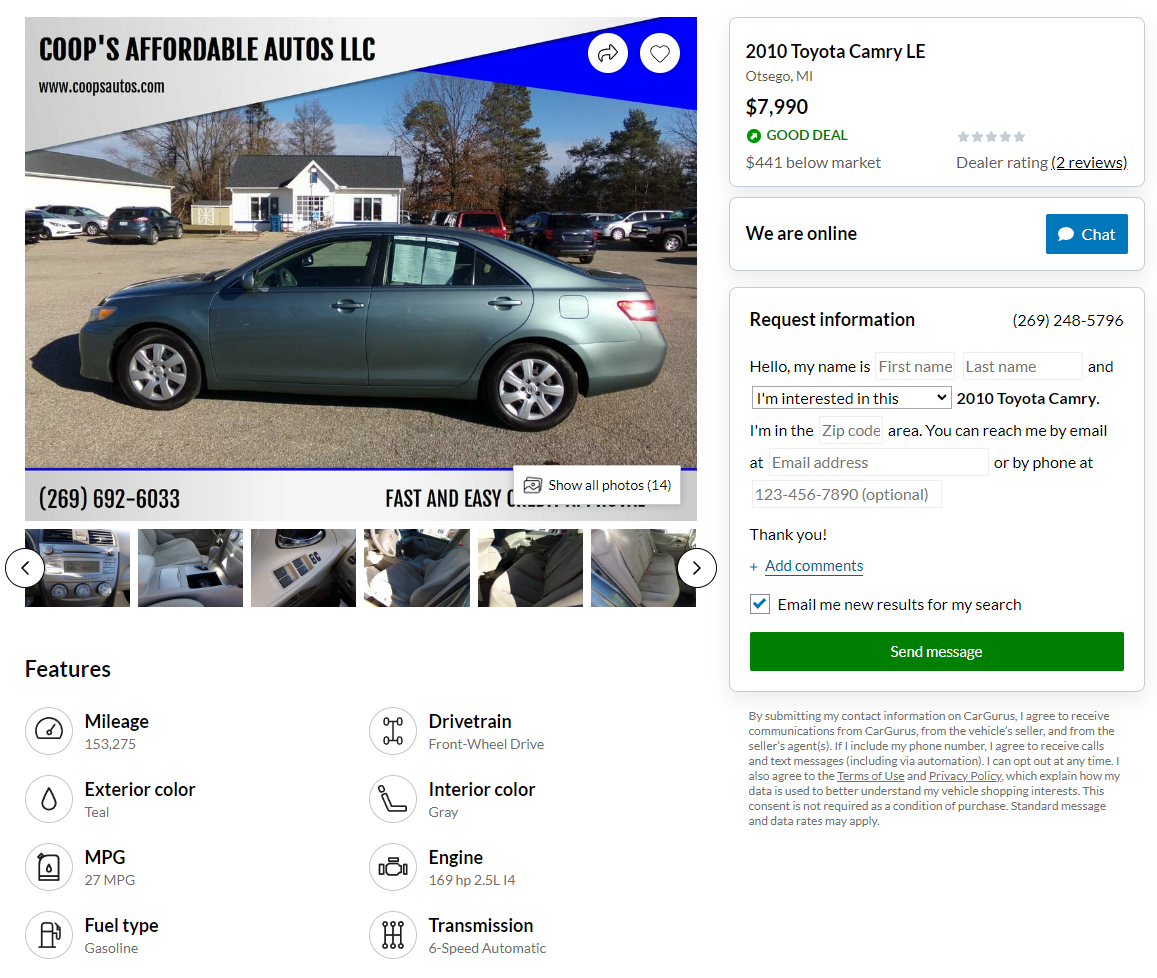 COOP'S AFFORDABLE AUTOS LLC
www.coopsautos.com
(269) 692-6033
FAST AND EASY
Show all photos (14)
2010 Toyota Camry LE
Otsego, MI
$7,990
GOOD DEAL
$441 below market
Dealer rating (2 reviews)
We are online
Chat
Request information
(269) 248-5796
Hello, my name is First name Last name and
I'm interested in this 2010 Toyota Camry.
I'm in the Zip code area. You can reach me by email
at Email address or by phone at
123-456-7890 (optional)
Thank you!
+ Add comments
Email me new results for my search
Send message
By submitting my contact information on CarGurus, I agree to receive
communications from CarGurus, from the vehicle's seller, and from the
seller's agent(s). If I include my phone number, I agree to receive calls
and text messages (including via automation). I can opt out at any time. I
also agree to the Terms of Use and Privacy Policy, which explain how my
data is used to better understand my vehicle shopping interests. This
consent is not required as a condition of purchase. Standard message
and data rates may apply.
Features
Mileage
153,275
Drivetrain
Front-Wheel Drive
Exterior color
Teal
Interior color
Gray
MPG
27 MPG
Engine
169 hp 2.5L I4
Fuel type
Gasoline
Transmission
6-Speed Automatic